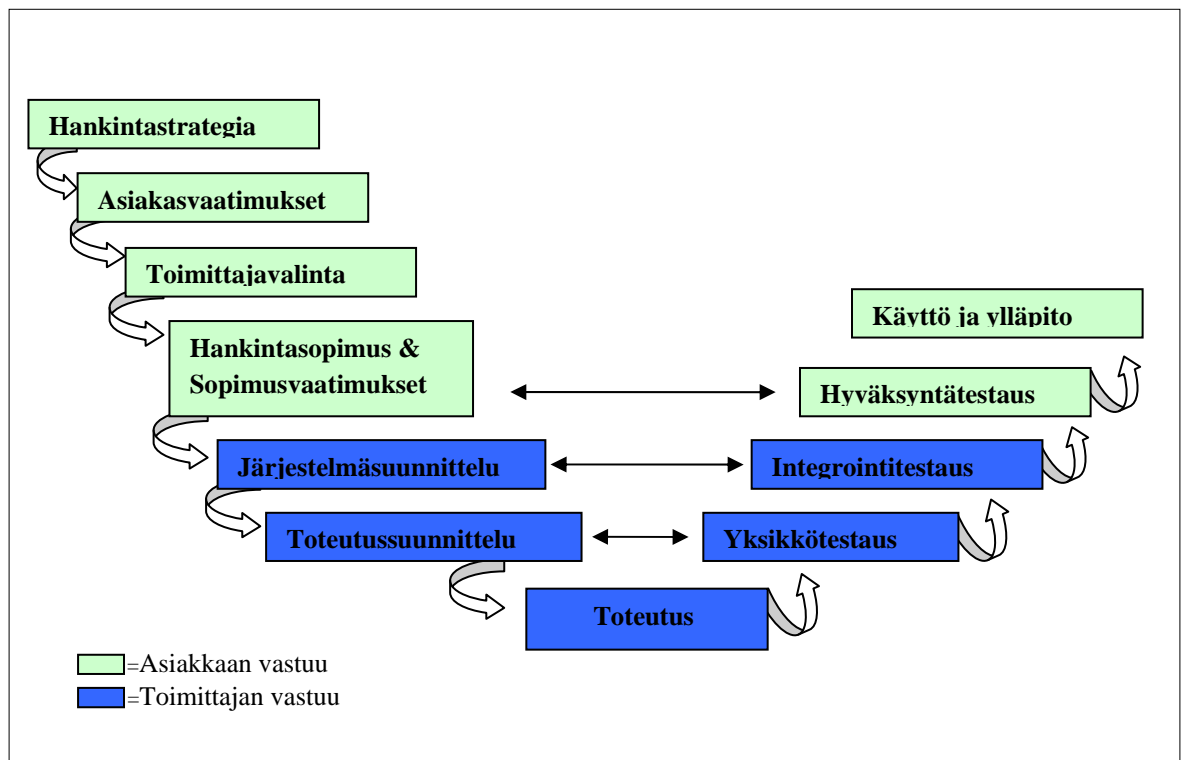 Hankintastrategia
Asiakasvaatimukset
Toimittajavalinta
Käyttö ja ylläpito
Hankintasopimus &
Sopimusvaatimukset
Hyväksyntätestaus
Järjestelmäsuunnittelu
Integrointitestaus
Toteutussuunnittelu
Yksikkötestaus
Toteutus
=Asiakkaan vastuu
=Toimittajan vastuu